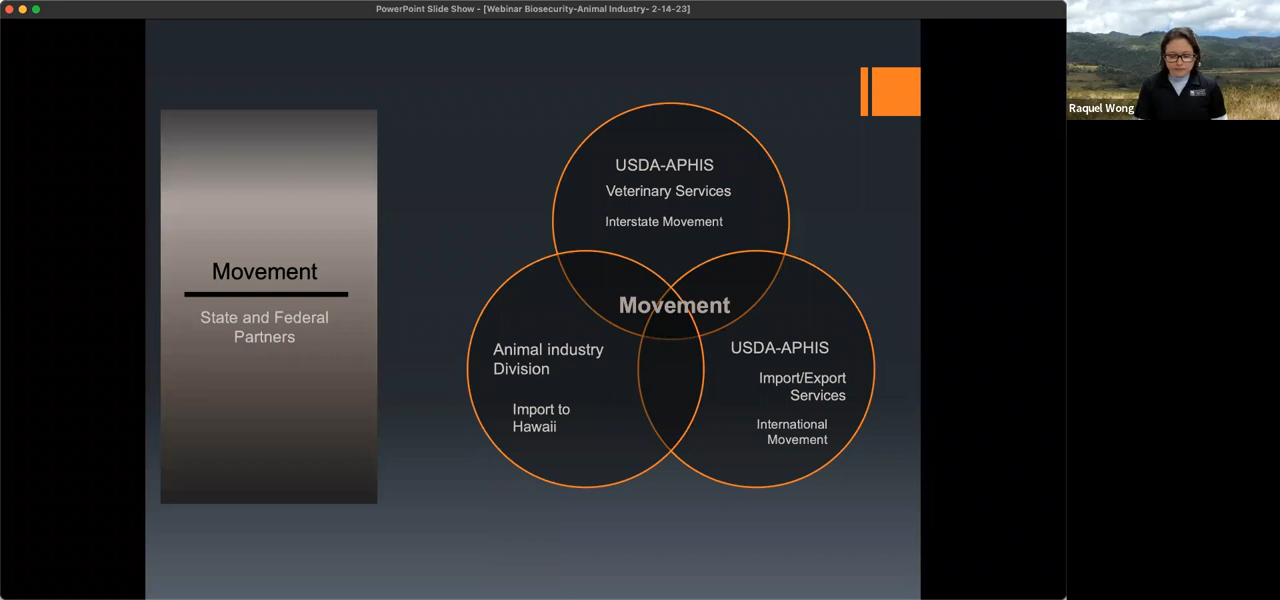 PowerPoint Slide Show - [Webinar Biosecurity-Animal Industry- 2-14-23]
Raquel Wong
Movement
State and Federal
Partners
USDA-APHIS
Veterinary Services
Interstate Movement
Movement
Animal industry
Division
Import to
Hawaii
USDA-APHIS
Import/Export
Services
International
Movement